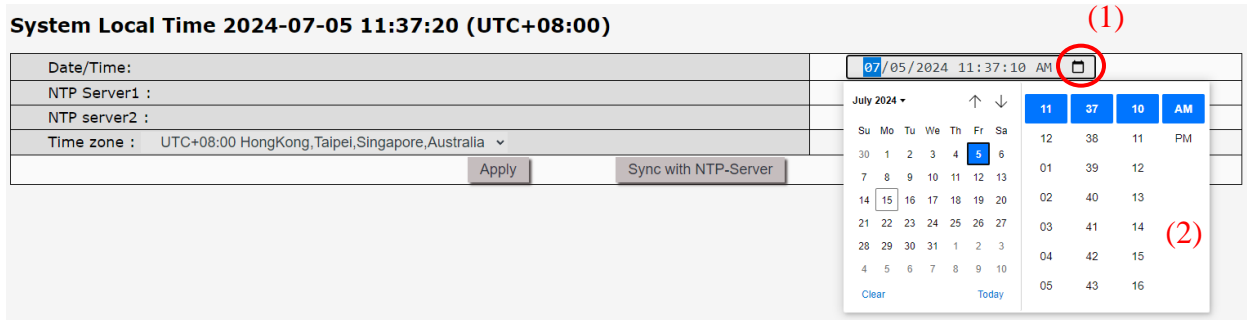 (1)
System Local Time 2024-07-05 11:37:20 (UTC+08:00)
Date/Time: 07/05/2024 11:37:10 AM
NTP Server1 :
NTP server2 :
Time zone : UTC+08:00 HongKong,Taipei,Singapore,Australia
Apply Sync with NTP-Server
July 2024
Su Mo Tu We Th Fr Sa
30 1 2 3 4 5 6
7 8 9 10 11 12 13
14 15 16 17 18 19 20
21 22 23 24 25 26 27
28 29 30 31 1 2 3
4 5 6 7 8 9 10
Clear Today
11 37 10 AM
12 38 11 PM
01 39 12
02 40 13
03 41 14
04 42 15
05 43 16
(2)